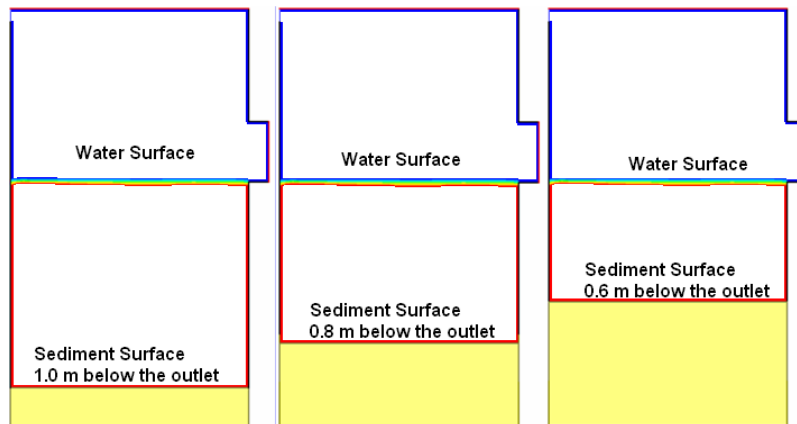 Water Surface
Sediment Surface
1.0 m below the outlet
Water Surface
Sediment Surface
0.8 m below the outlet
Water Surface
Sediment Surface
0.6 m below the outlet